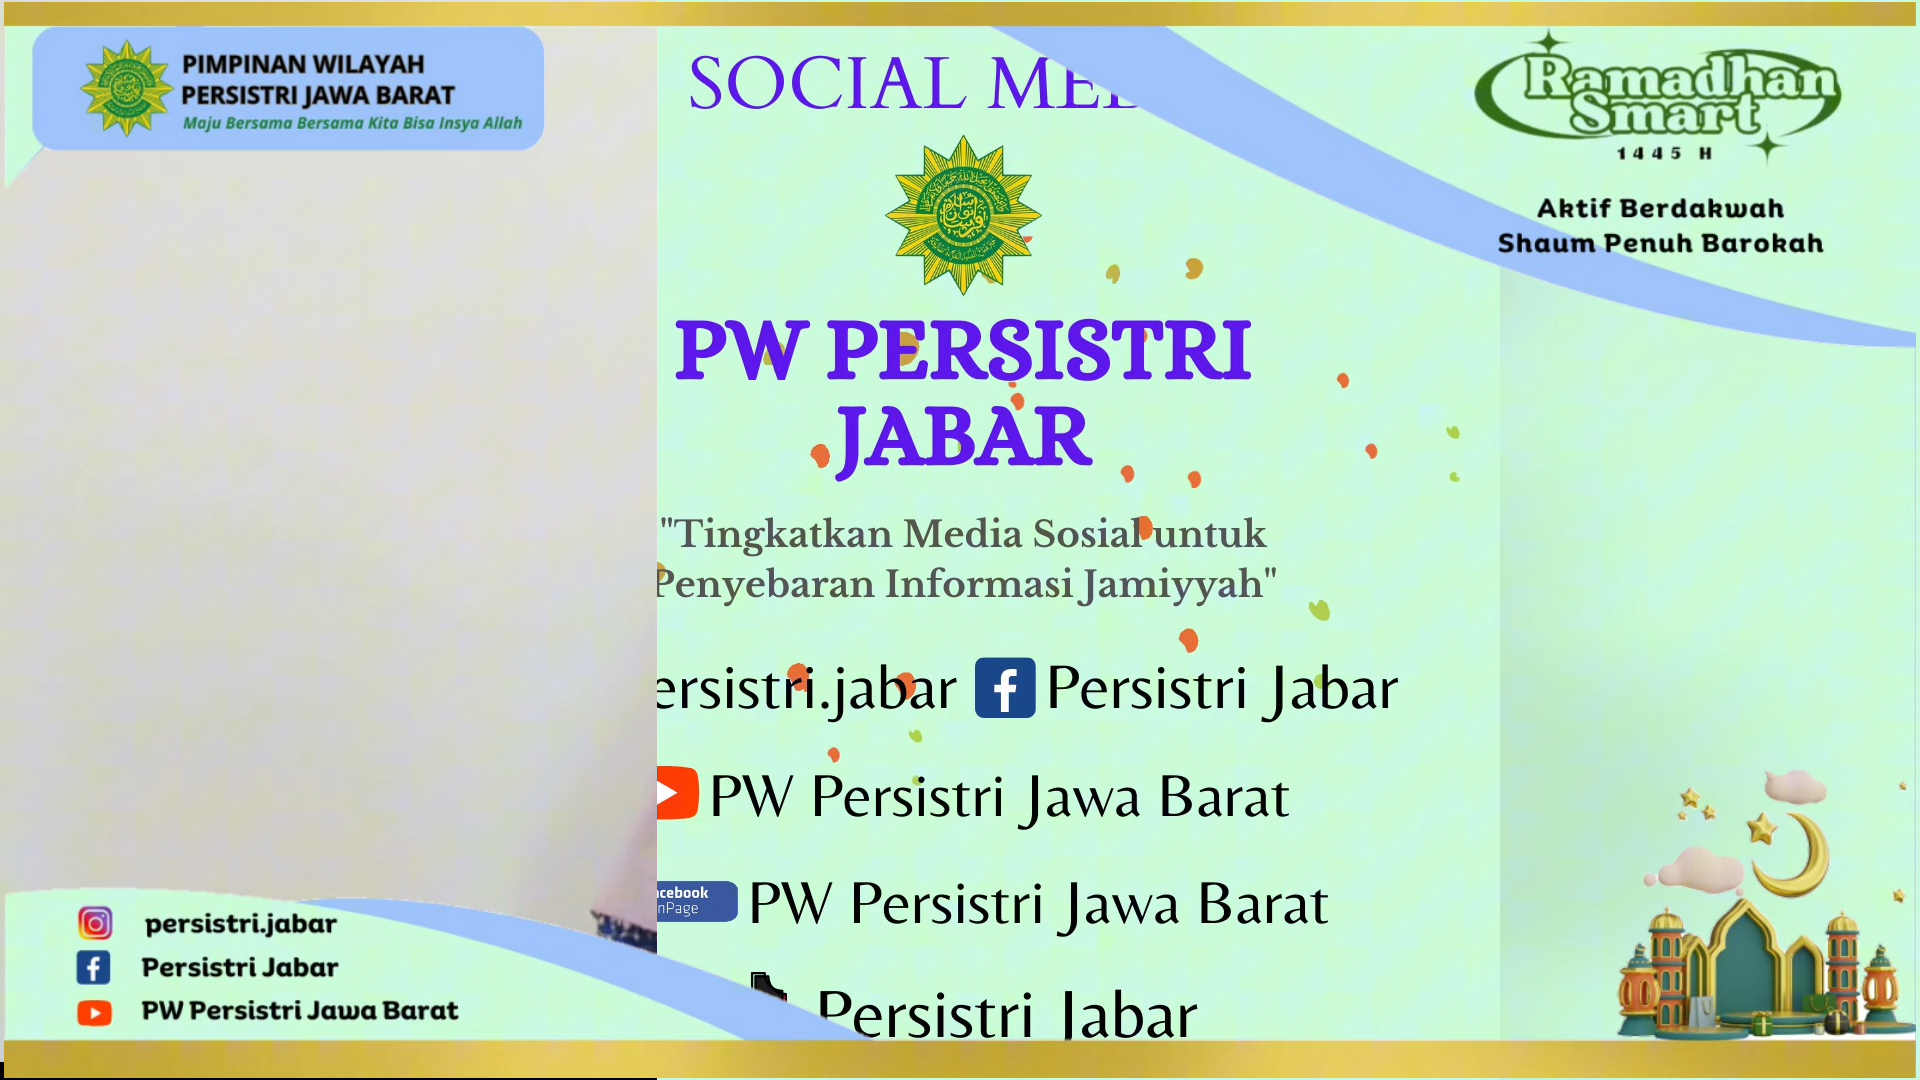 PIMPINAN WILAYAH
PERSISTRI JAWA BARAT
Maju Bersama Bersama Kita Bisa Insya Allah
SOCIAL MED
Ramadhan
Smart
1445 H
Aktif Berdakwah
Shaum Penuh Barokah
PW PERSISTRI
JABAR
"Tingkatkan Media Sosial untuk
Penyebaran Informasi Jamiyyah"
ersistri.jabar Persistri Jabar
PW Persistri Jawa Barat
cebook
nPage
PW Persistri Jawa Barat
Persistri Jabar
persistri.jabar
Persistri Jabar
PW Persistri Jawa Barat